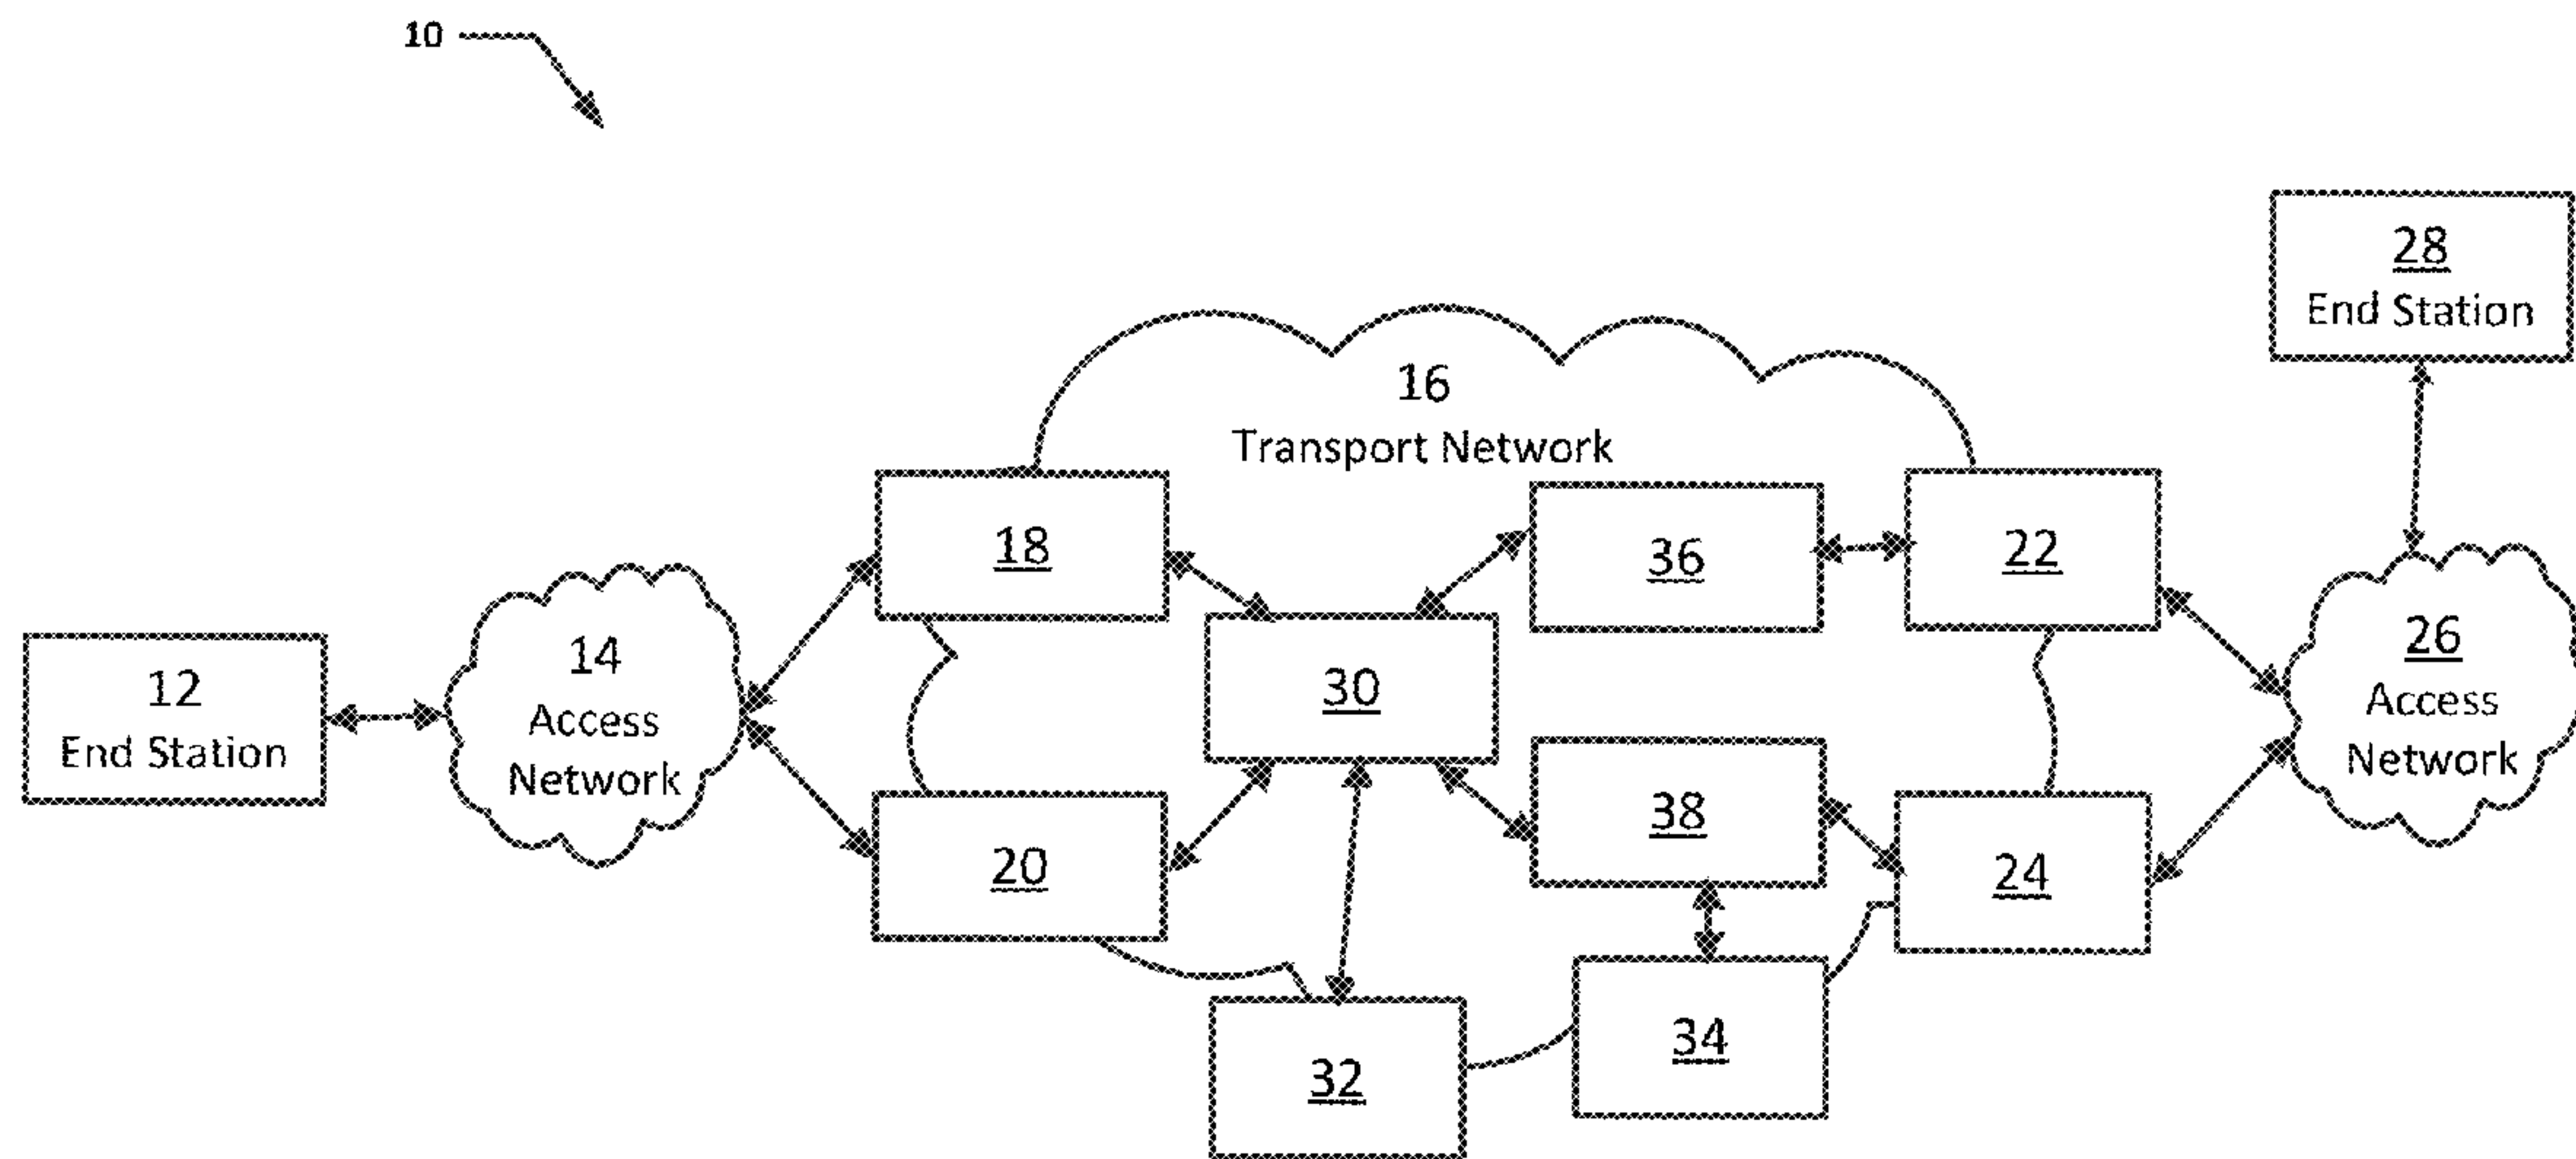 10
28
End Station
16
Transport Network
18
36
22
14
Access
Network
12
End Station
30
26
Access
Network
38
20
24
34
32